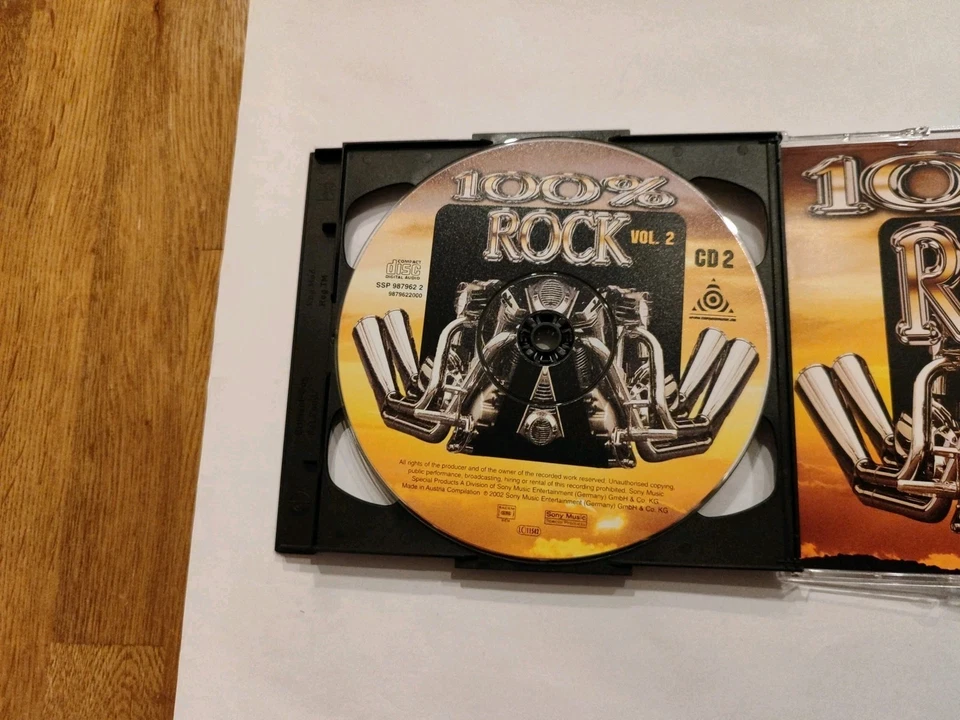 100%
ROCK
VOL. 2
CD 2
COMPACT
disc
DIGITAL AUDIO
SSP 987962 2
9879622000
All rights of the producer and of the owner of the recorded work reserved. Unauthorised copying,
public performance, broadcasting, hiring or rental of this recording prohibited. Sony Music
Special Products A Division of Sony Music Entertainment (Germany) GmbH & Co. KG
Made in Austria Compilation ℗ 2002 Sony Music Entertainment (Germany) GmbH & Co. KG
Sony Music
LC 11547
10
R